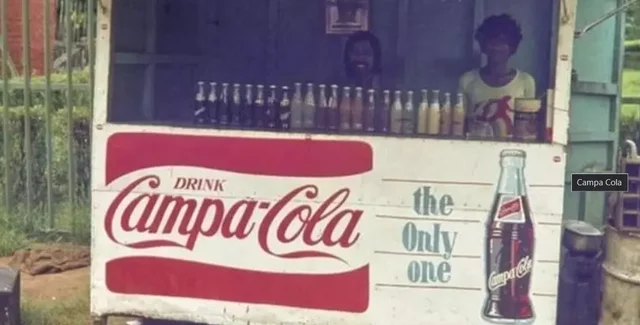 DRINK
Campa-Cola
the
Only
one
Campa Cola
Campa Cola